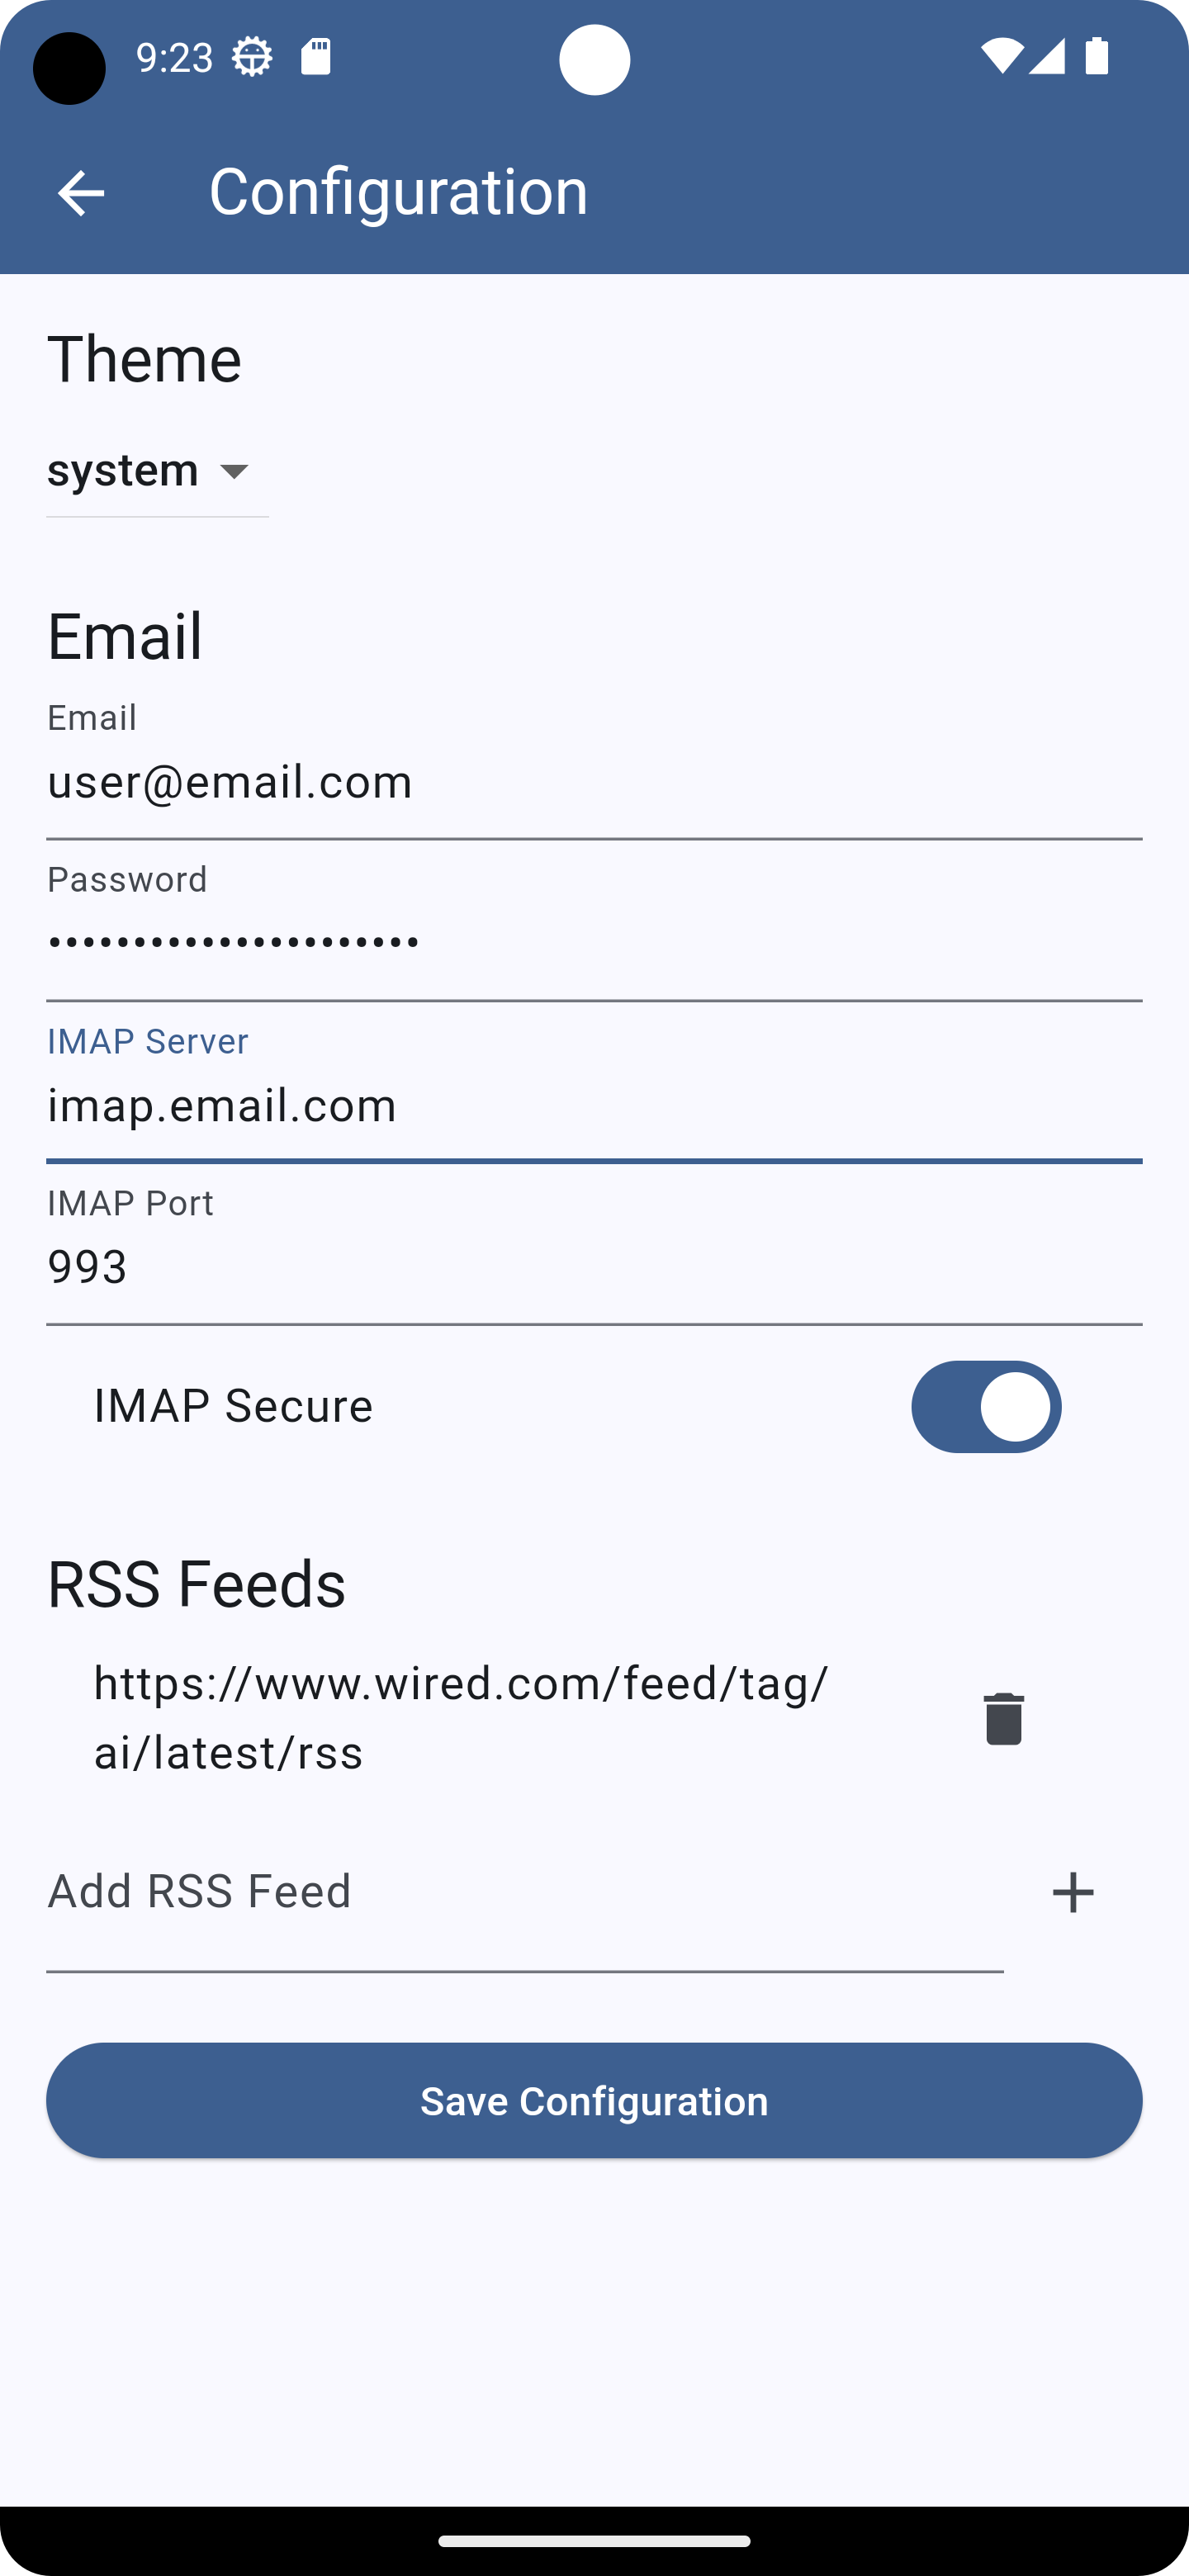 9:23
Configuration
Theme
system
Email
Email
user@email.com
Password
••••••••••••••••••••••
IMAP Server
imap.email.com
IMAP Port
993
IMAP Secure
RSS Feeds
https://www.wired.com/feed/tag/
ai/latest/rss
Add RSS Feed
Save Configuration